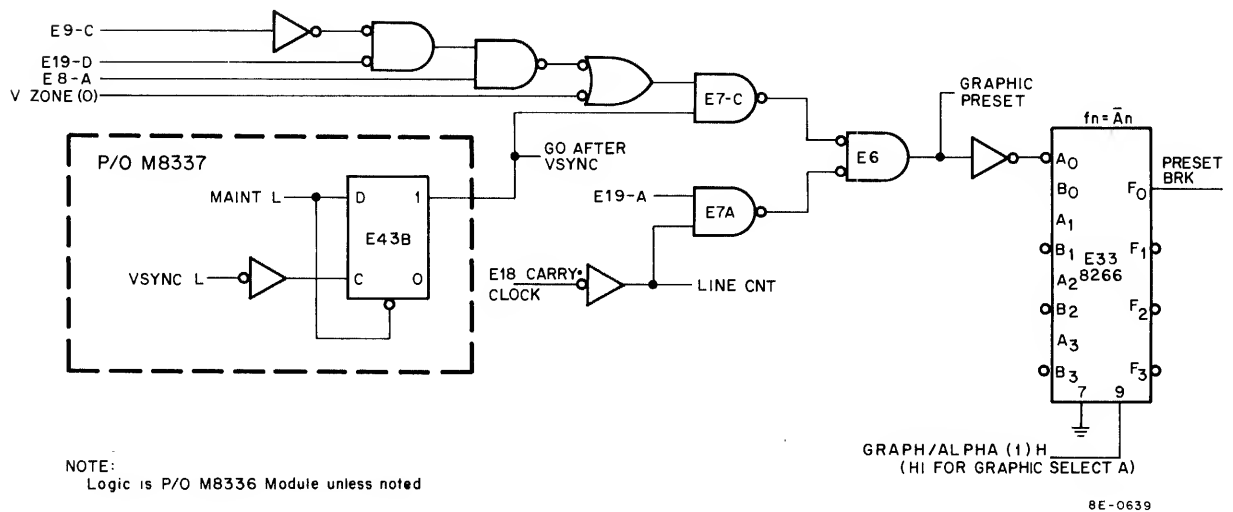 E9-C
E19-D
E8-A
V ZONE (0)
E7-C
GRAPHIC
PRESET
fn= Ā n
P/O M8337
GO AFTER
VSYNC
E6
MAINT L
D 1
E43B
C 0
VSYNC L
E19-A
E7A
E18 CARRY•
CLOCK
LINE CNT
A0
B0
A1
B1
A2
B2
A3
B3
E33
8266
F0
F1
F2
F3
7 9
PRESET
BRK
GRAPH/ALPHA (1) H
(HI FOR GRAPHIC SELECT A)
NOTE:
Logic is P/O M8336 Module unless noted
8E-0639